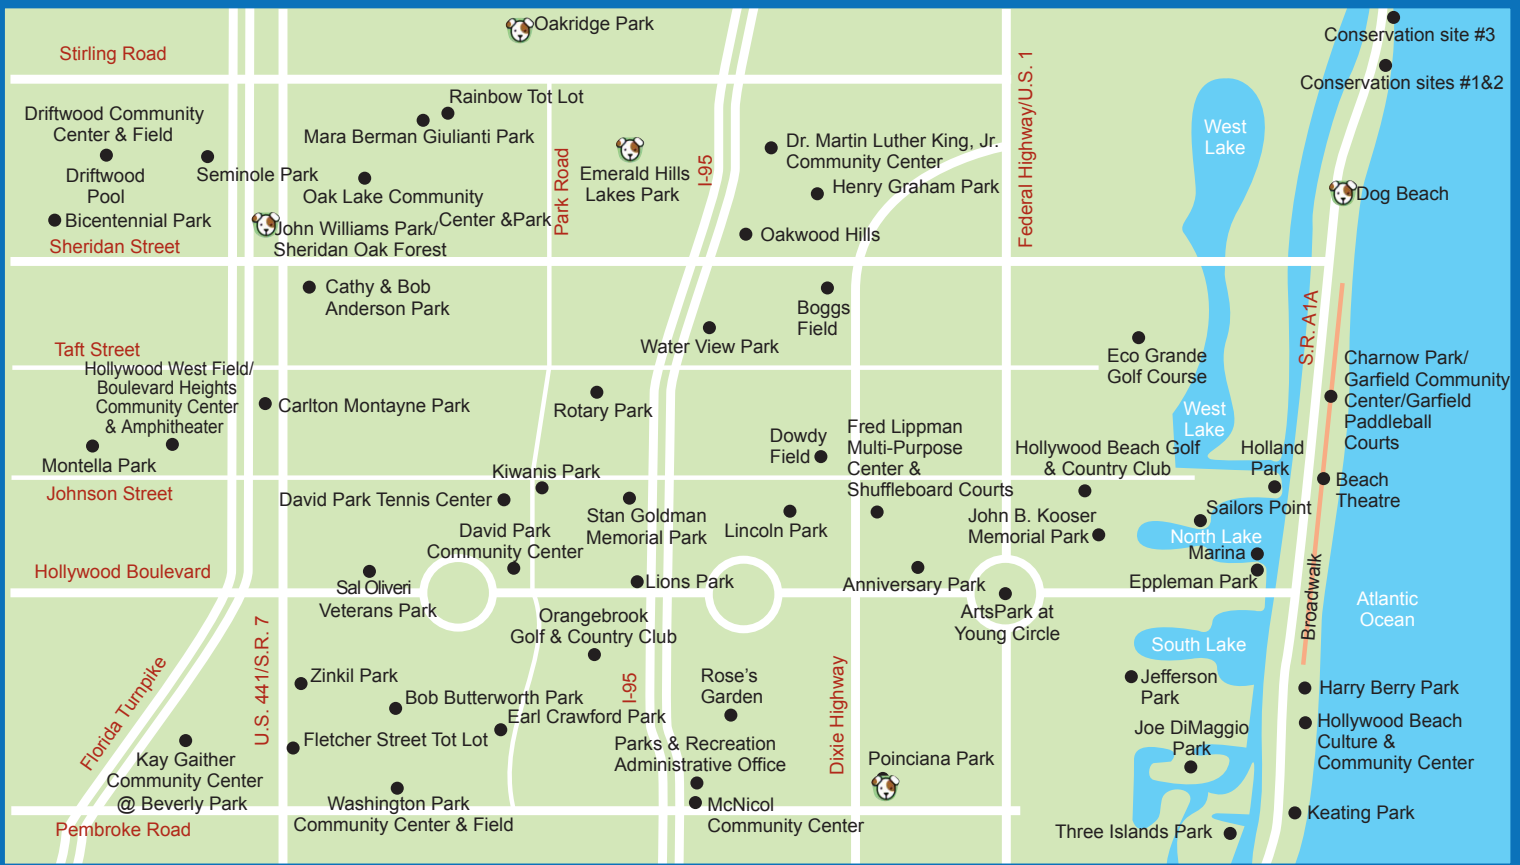 Oakridge Park
Conservation site #3
Stirling Road
Conservation sites #1&2
Rainbow Tot Lot
Mara Berman Giulianti Park
Driftwood Community
Center & Field
Driftwood
Pool
Seminole Park
Oak Lake Community
Center &Park
Bicentennial Park
John Williams Park/
Sheridan Oak Forest
Sheridan Street
Park Road
Emerald Hills
Lakes Park
I-95
Dr. Martin Luther King, Jr.
Community Center
Henry Graham Park
Oakwood Hills
Federal Highway/U.S. 1
West
Lake
Dog Beach
Cathy & Bob
Anderson Park
Boggs
Field
Water View Park
S.R. A1A
Taft Street
Hollywood West Field/
Boulevard Heights
Community Center
& Amphitheater
Carlton Montayne Park
Montella Park
Rotary Park
Eco Grande
Golf Course
West
Lake
Charnow Park/
Garfield Community
Center/Garfield
Paddleball
Courts
Dowdy
Field
Fred Lippman
Multi-Purpose
Center &
Shuffleboard Courts
Hollywood Beach Golf
& Country Club
Holland
Park
Beach
Theatre
Johnson Street
Kiwanis Park
David Park Tennis Center
David Park
Community Center
Stan Goldman
Memorial Park
Lincoln Park
John B. Kooser
Memorial Park
Sailors Point
North Lake
Marina
Eppleman Park
Hollywood Boulevard
Sal Oliveri
Veterans Park
Lions Park
Anniversary Park
ArtsPark at
Young Circle
Broadwalk
Atlantic
Ocean
Orangebrook
Golf & Country Club
South Lake
Florida Turnpike
U.S. 441/S.R. 7
Zinkil Park
Bob Butterworth Park
Earl Crawford Park
Fletcher Street Tot Lot
I-95
Rose's
Garden
Parks & Recreation
Administrative Office
Dixie Highway
Poinciana Park
Jefferson
Park
Joe DiMaggio
Park
Harry Berry Park
Hollywood Beach
Culture &
Community Center
Kay Gaither
Community Center
@ Beverly Park
Washington Park
Community Center & Field
McNicol
Community Center
Keating Park
Three Islands Park
Pembroke Road